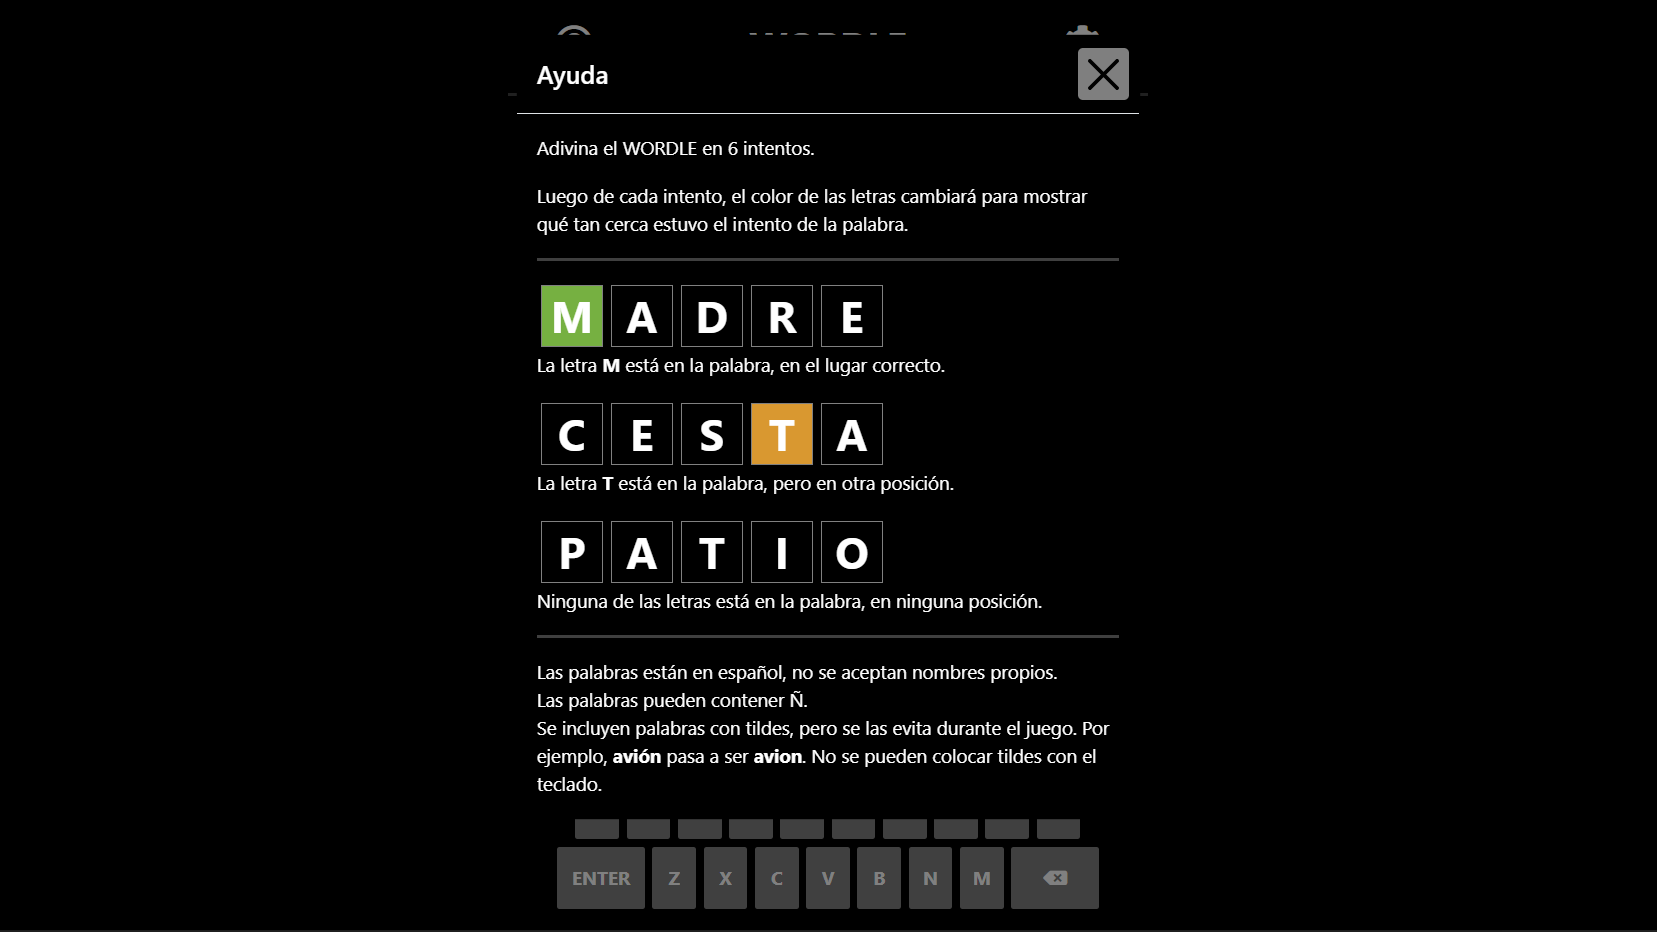 WORDLE
Ayuda
Adivina el WORDLE en 6 intentos.
Luego de cada intento, el color de las letras cambiará para mostrar
qué tan cerca estuvo el intento de la palabra.
M A D R E
La letra M está en la palabra, en el lugar correcto.
C E S T A
La letra T está en la palabra, pero en otra posición.
P A T I O
Ninguna de las letras está en la palabra, en ninguna posición.
Las palabras están en español, no se aceptan nombres propios.
Las palabras pueden contener Ñ.
Se incluyen palabras con tildes, pero se las evita durante el juego. Por
ejemplo, avión pasa a ser avion. No se pueden colocar tildes con el
teclado.
ENTER Z X C V B N M